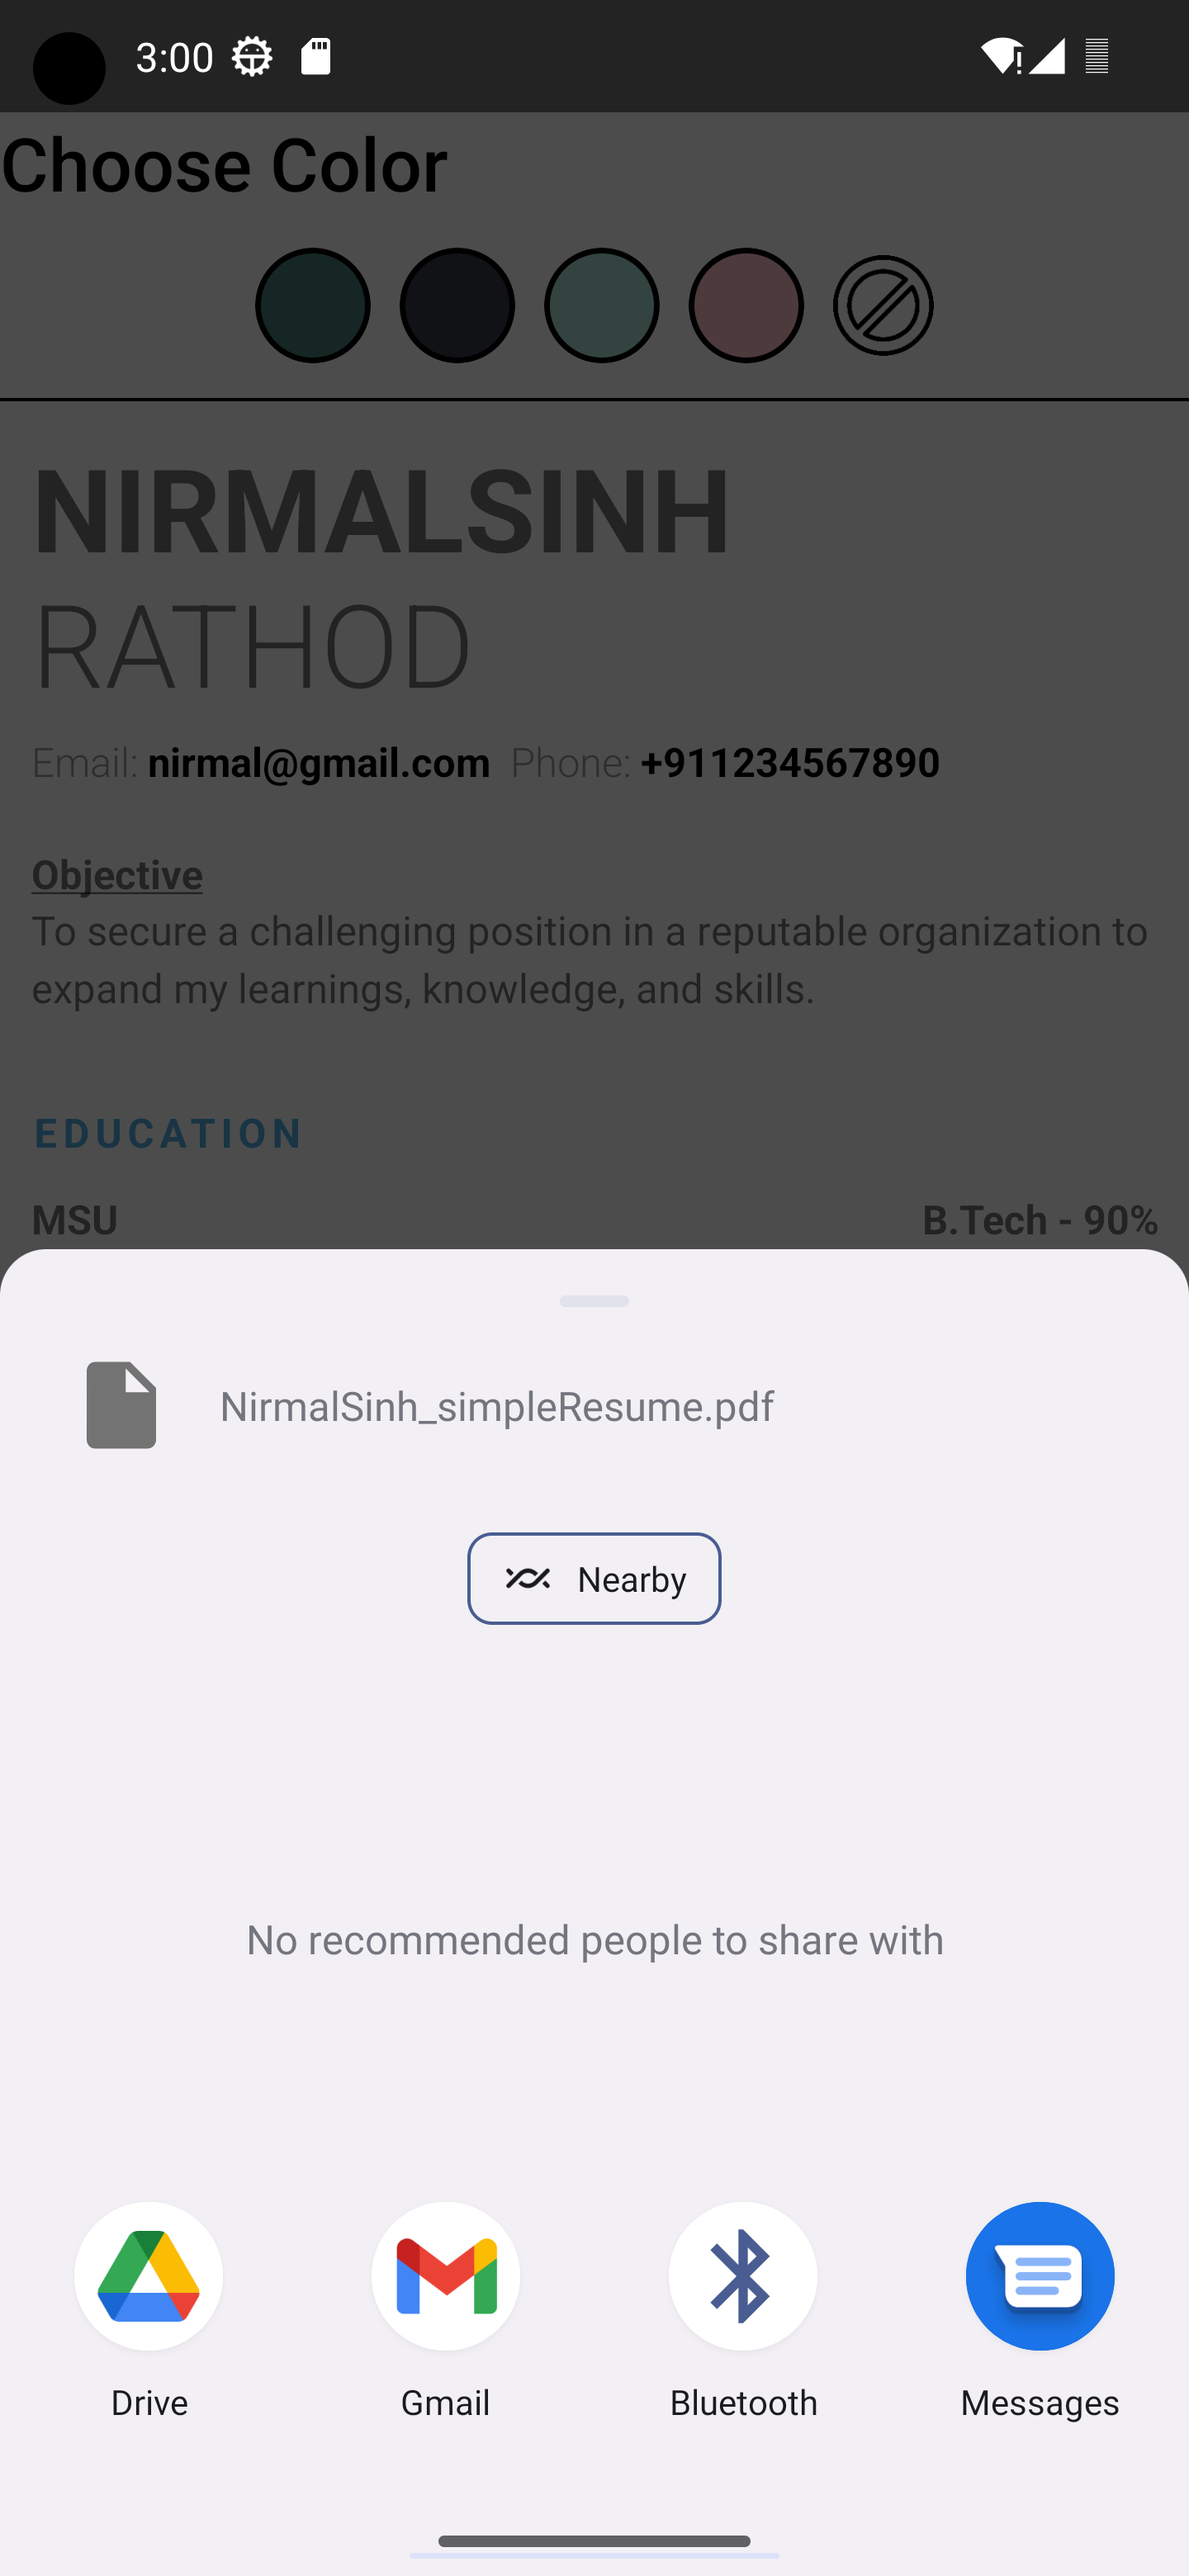 3:00
Choose Color
NIRMALSINH
RATHOD
Email: nirmal@gmail.com Phone: +911234567890
Objective
To secure a challenging position in a reputable organization to
expand my learnings, knowledge, and skills.
EDUCATION
MSU B.Tech - 90%
NirmalSinh_simpleResume.pdf
Nearby
No recommended people to share with
Drive Gmail Bluetooth Messages